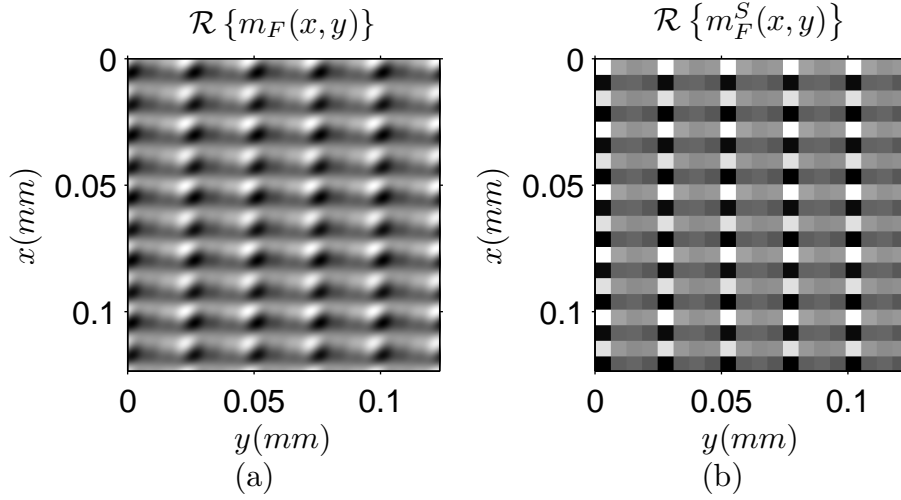 ℛ {m_F(x, y)}
0
0.05
0.1
x(mm)
0 0.05 0.1
y(mm)
(a)
ℛ {m_F^S(x, y)}
0
0.05
0.1
x(mm)
0 0.05 0.1
y(mm)
(b)